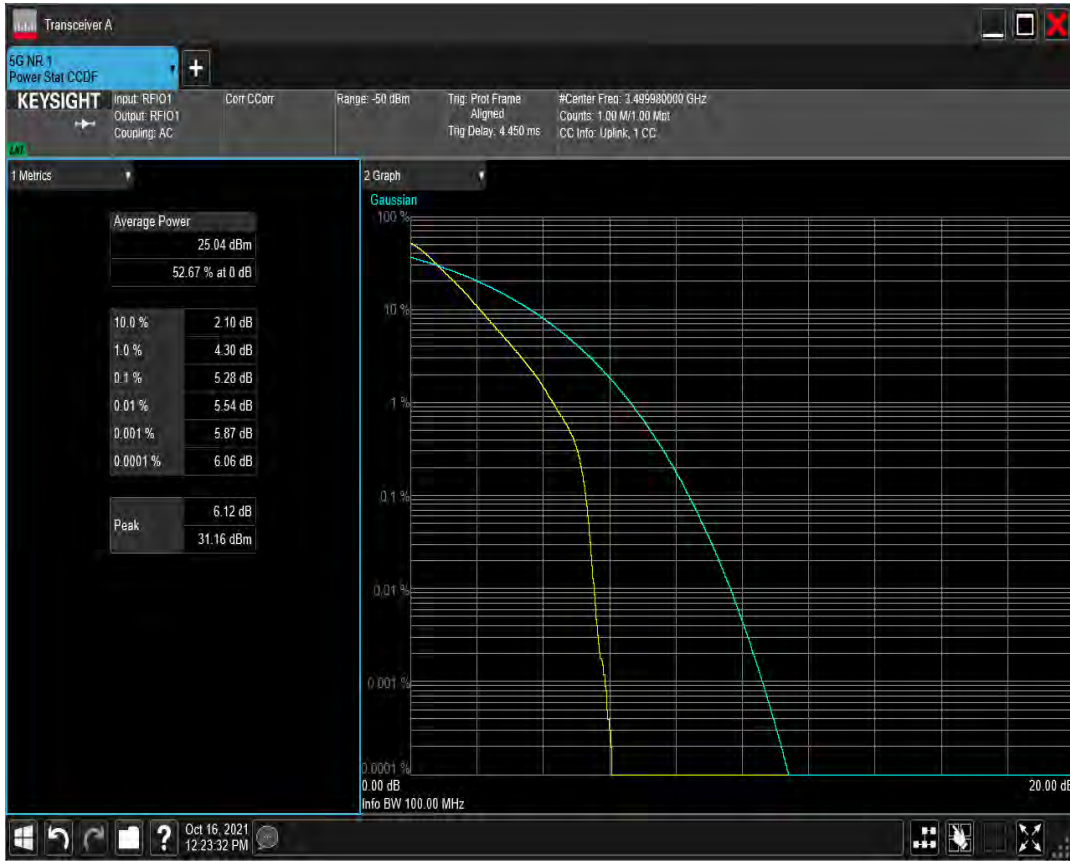 Transceiver A
5G NR 1
Power Stat CCDF
+
KEYSIGHT
Input: RFIO1
Output: RFIO1
Coupling: AC
Corr CCorr
Range: -50 dBm
Trig: Prot Frame
Aligned
Trig Delay: 4.450 ms
#Center Freq: 3.499980000 GHz
Counts: 1.00 M/1.00 Mpt
CC Info: Uplink, 1 CC
1 Metrics
Average Power
25.04 dBm
52.67 % at 0 dB
10.0 % 2.10 dB
1.0 % 4.30 dB
0.1 % 5.28 dB
0.01 % 5.54 dB
0.001 % 5.87 dB
0.0001 % 6.06 dB
Peak
6.12 dB
31.16 dBm
2 Graph
Gaussian
100 %
10 %
1 %
0.1 %
0.01 %
0.001 %
0.0001 %
0.00 dB
20.00 dB
Info BW 100.00 MHz
?
Oct 16, 2021
12:23:32 PM